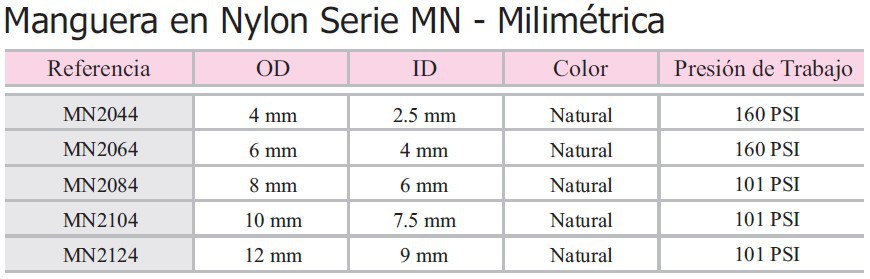 Manguera en Nylon Serie MN - Milimétrica
Referencia OD ID Color Presión de Trabajo
MN2044 4 mm 2.5 mm Natural 160 PSI
MN2064 6 mm 4 mm Natural 160 PSI
MN2084 8 mm 6 mm Natural 101 PSI
MN2104 10 mm 7.5 mm Natural 101 PSI
MN2124 12 mm 9 mm Natural 101 PSI